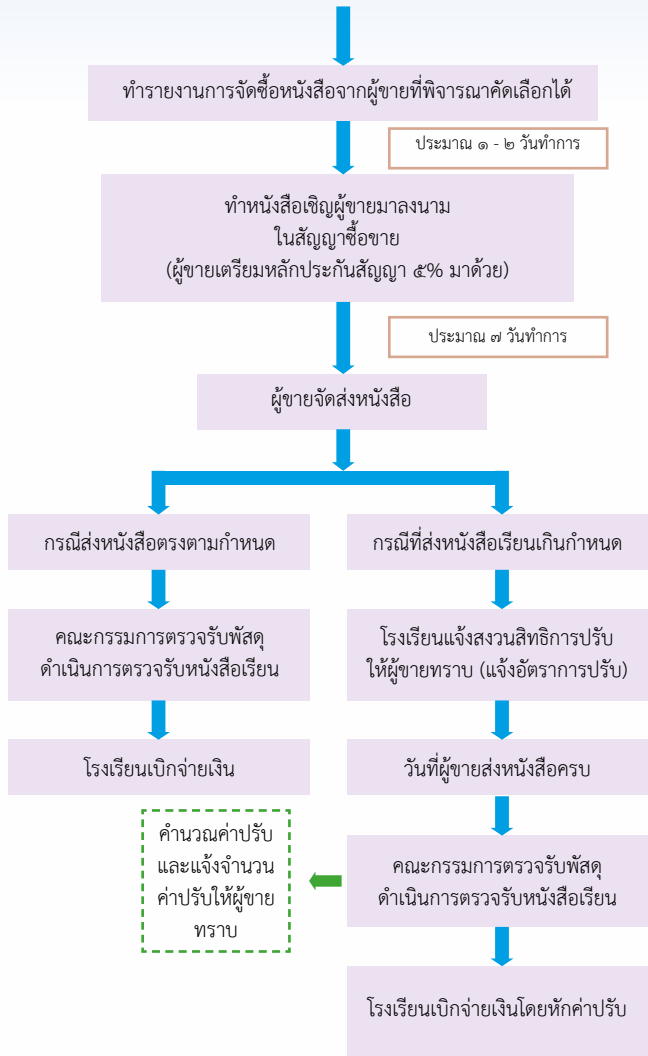 ทำรายงานการจัดซื้อหนังสือจากผู้ขายที่พิจารณาคัดเลือกได้
ประมาณ ๑ - ๒ วันทำการ
ทำหนังสือเชิญผู้ขายมาลงนาม
ในสัญญาซื้อขาย
(ผู้ขายเตรียมหลักประกันสัญญา ๕% มาด้วย)
ประมาณ ๗ วันทำการ
ผู้ขายจัดส่งหนังสือ
กรณีส่งหนังสือตรงตามกำหนด
คณะกรรมการตรวจรับพัสดุ
ดำเนินการตรวจรับหนังสือเรียน
โรงเรียนเบิกจ่ายเงิน
กรณีที่ส่งหนังสือเรียนเกินกำหนด
โรงเรียนแจ้งสงวนสิทธิการปรับ
ให้ผู้ขายทราบ (แจ้งอัตราการปรับ)
วันที่ผู้ขายส่งหนังสือครบ
คณะกรรมการตรวจรับพัสดุ
ดำเนินการตรวจรับหนังสือเรียน
คำนวณค่าปรับ
และแจ้งจำนวน
ค่าปรับให้ผู้ขาย
ทราบ
โรงเรียนเบิกจ่ายเงินโดยหักค่าปรับ